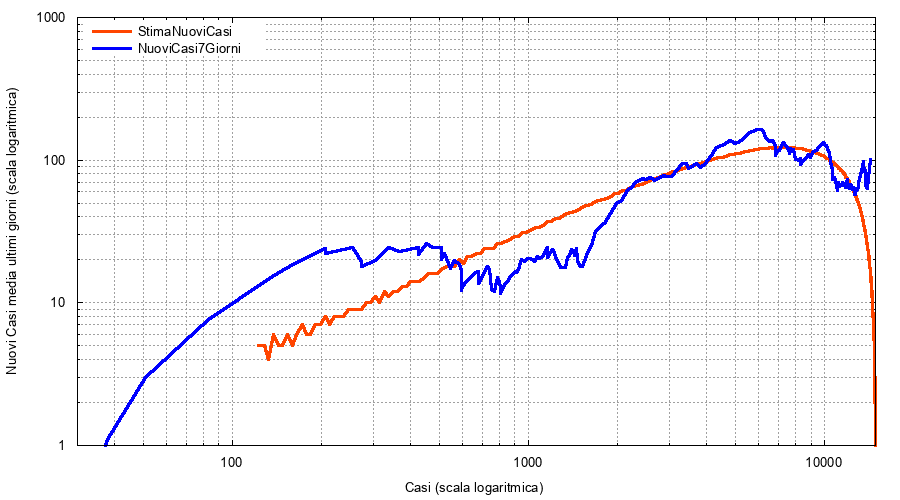 1000
StimaNuoviCasi
NuoviCasi7Giorni
Nuovi Casi media ultimi giorni (scala logaritmica)
100
10
1
100
1000
10000
Casi (scala logaritmica)